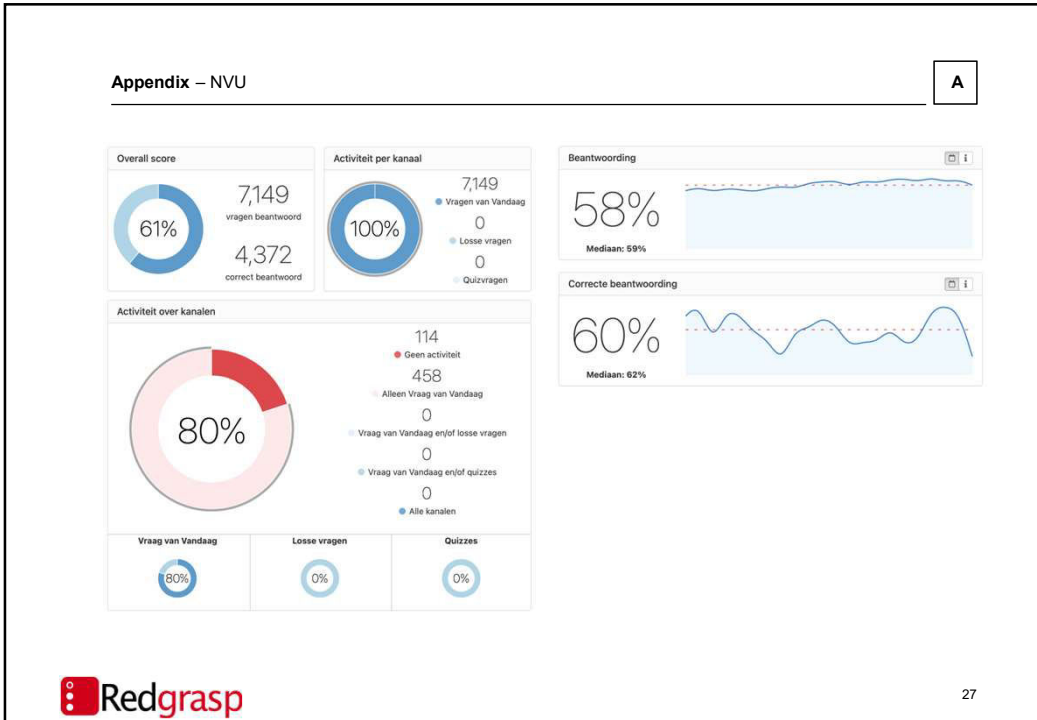 Appendix – NVU
A
Overall score
61%
7,149
vragen beantwoord
4,372
correct beantwoord
Activiteit per kanaal
100%
7,149
Vragen van Vandaag
0
Losse vragen
0
Quizvragen
Activiteit over kanalen
80%
114
Geen activiteit
458
Alleen Vraag van Vandaag
0
Vraag van Vandaag en/of losse vragen
0
Vraag van Vandaag en/of quizzes
0
Alle kanalen
Vraag van Vandaag
80%
Losse vragen
0%
Quizzes
0%
Beantwoording
i
58%
Mediaan: 59%
Correcte beantwoording
i
60%
Mediaan: 62%
Redgrasp
27